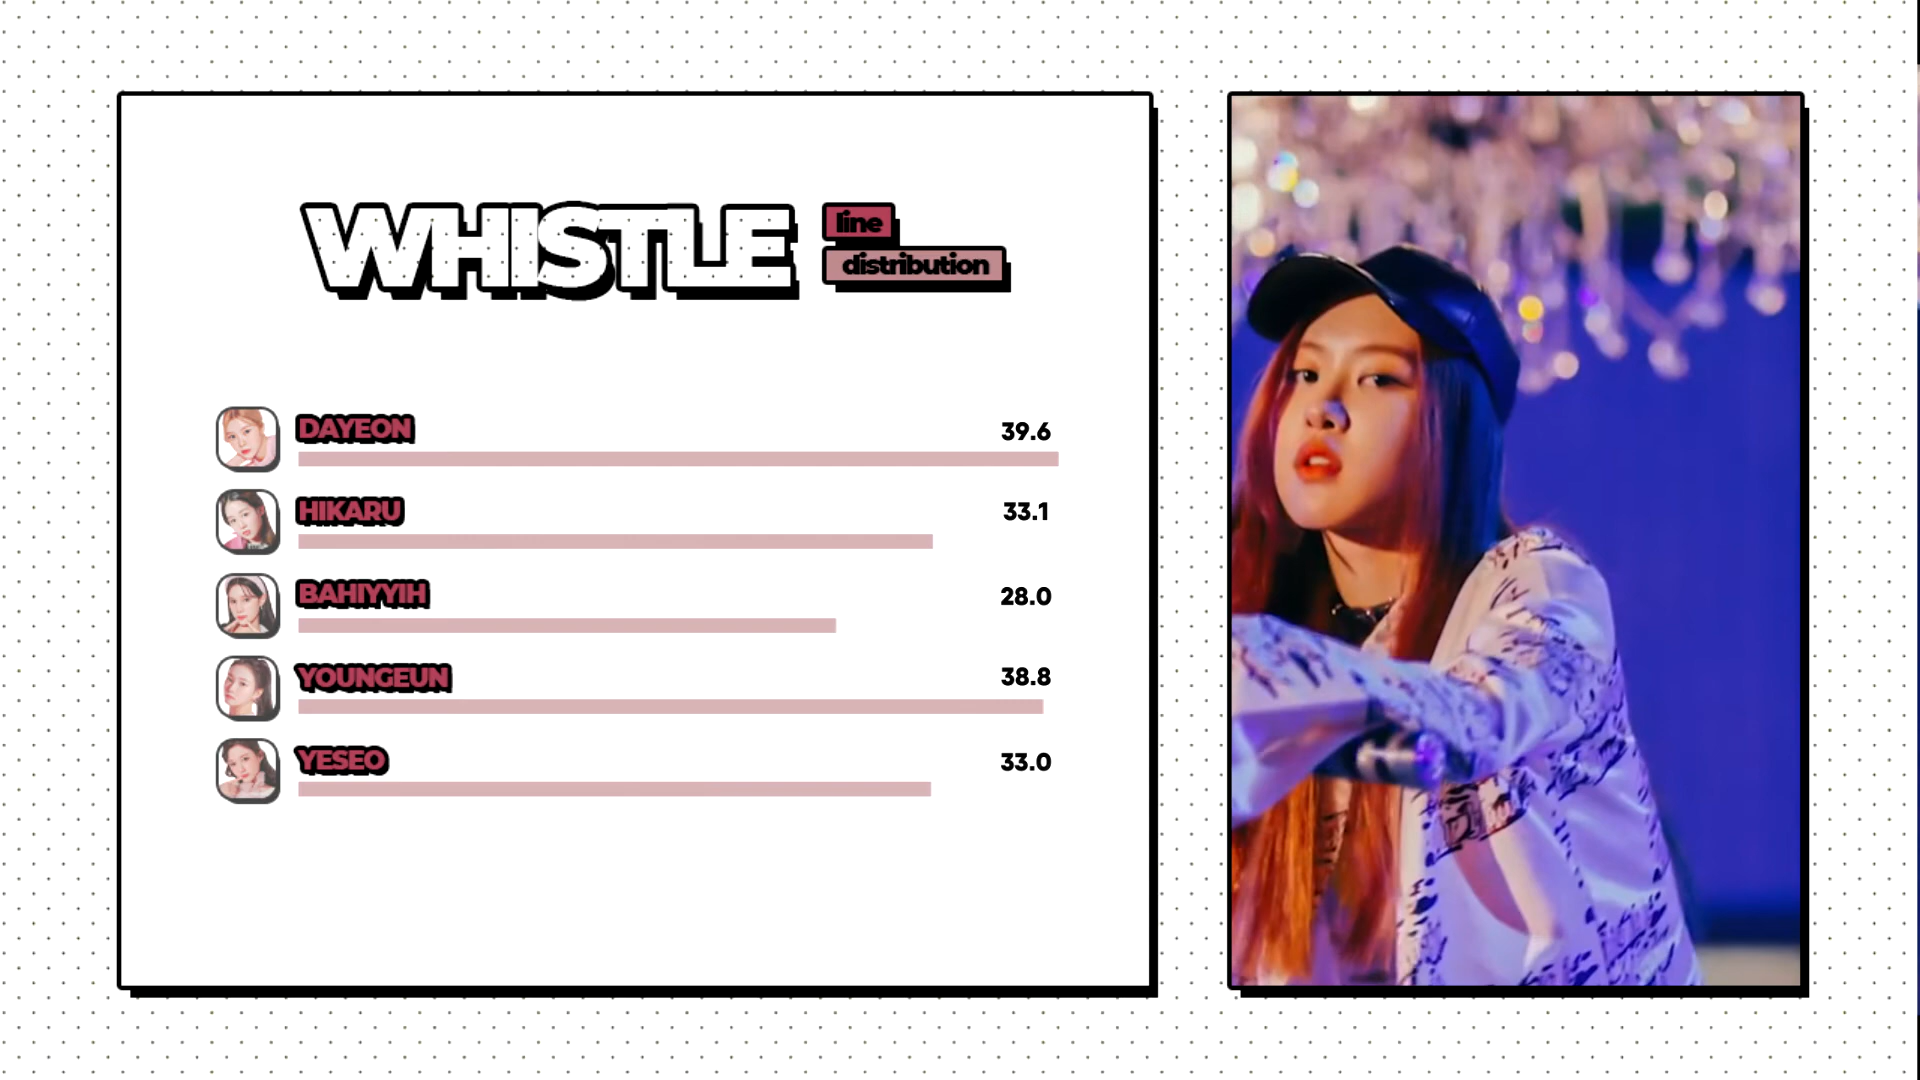 WHISTLE
line
distribution
DAYEON 39.6
HIKARU 33.1
BAHIYYIH 28.0
YOUNGEUN 38.8
YESEO 33.0